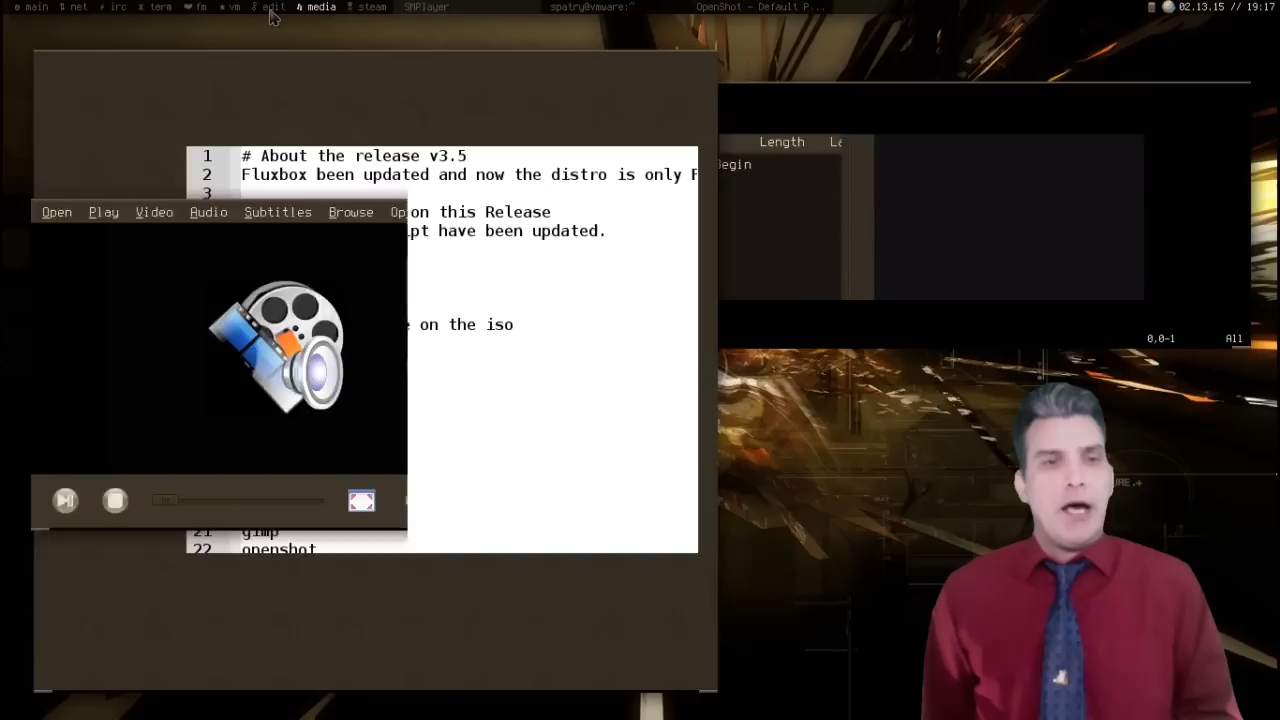 main net irc term fm vm edit media steam SMPlayer spatry@vmware:~ OpenShot - Default P... 02.13.15 // 19:17
1 # About the release v3.5
2 Fluxbox been updated and now the distro is only F
3
Open Play Video Audio Subtitles Browse Op
on this Release
ipt have been updated.
e on the iso
21 gimp
22 openshot
Length La
Begin
0,0-1 All